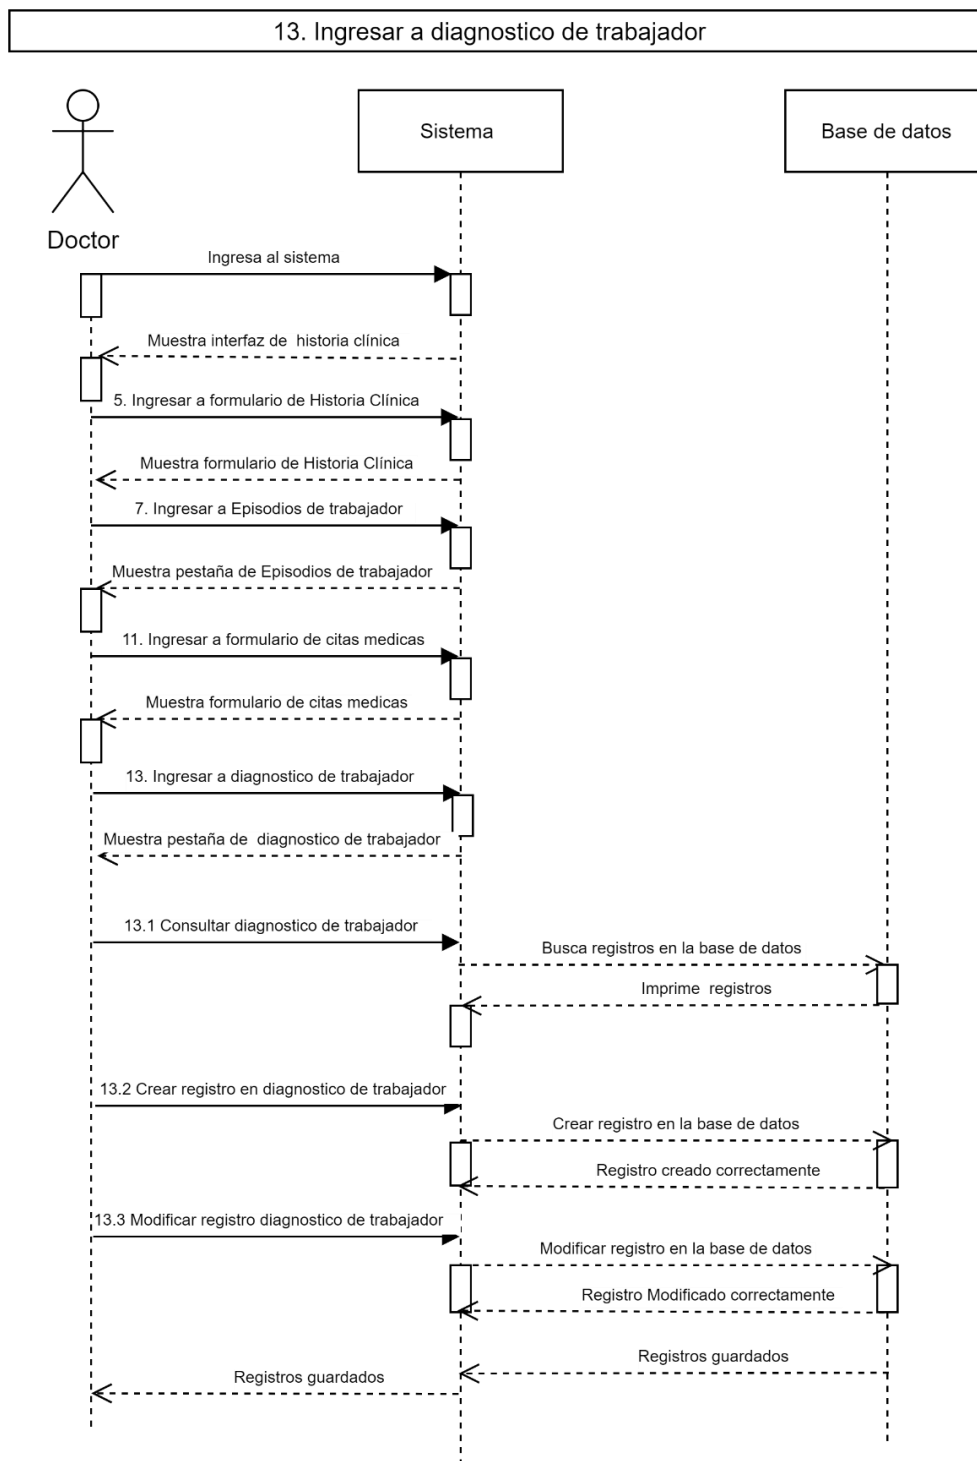 13. Ingresar a diagnostico de trabajador
Sistema
Base de datos
Doctor
Ingresa al sistema
Muestra interfaz de historia clínica
5. Ingresar a formulario de Historia Clínica
Muestra formulario de Historia Clínica
7. Ingresar a Episodios de trabajador
Muestra pestaña de Episodios de trabajador
11. Ingresar a formulario de citas medicas
Muestra formulario de citas medicas
13. Ingresar a diagnostico de trabajador
Muestra pestaña de diagnostico de trabajador
13.1 Consultar diagnostico de trabajador
Busca registros en la base de datos
Imprime registros
13.2 Crear registro en diagnostico de trabajador
Crear registro en la base de datos
Registro creado correctamente
13.3 Modificar registro diagnostico de trabajador
Modificar registro en la base de datos
Registro Modificado correctamente
Registros guardados
Registros guardados